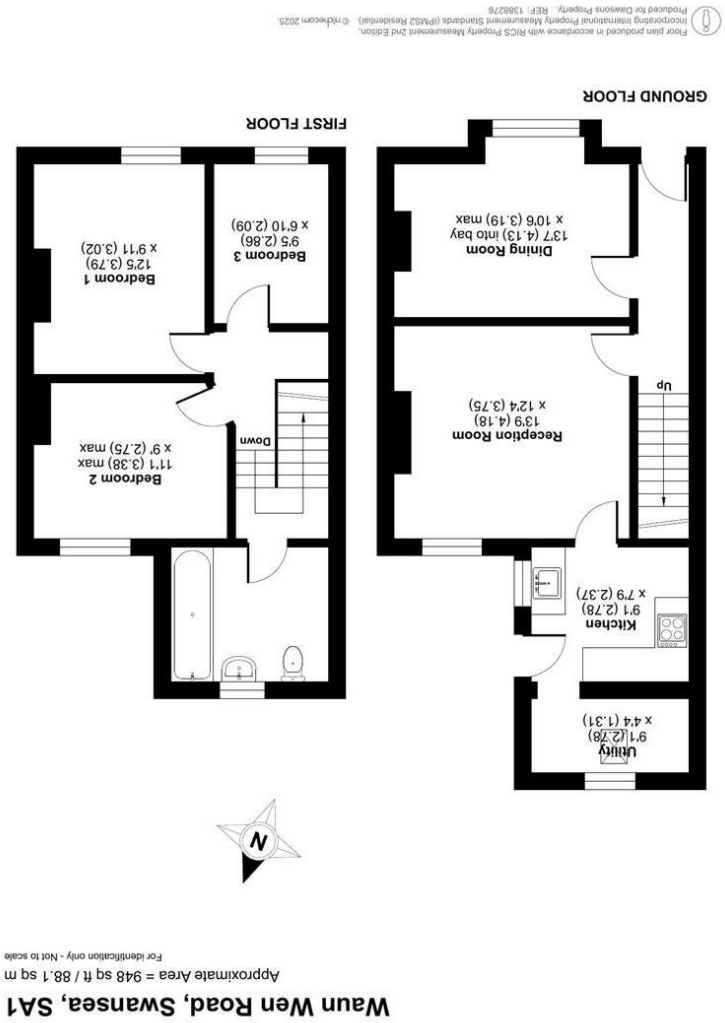 Waun Wen Road, Swansea, SA1
Approximate Area = 948 sq ft / 88.1 sq m
For identification only - Not to scale
N
Utility
9'1 (2.78)
x 4'4 (1.31)
Kitchen
9'1 (2.78)
x 7'9 (2.37)
Reception Room
13'9 (4.18)
x 12'4 (3.75)
Up
Dining Room
13'7 (4.13) into bay
x 10'6 (3.19) max
GROUND FLOOR
Bedroom 2
11'1 (3.38) max
x 9' (2.75) max
Down
Bedroom 1
12'5 (3.79)
x 9'11 (3.02)
Bedroom 3
9'5 (2.86)
x 6'10 (2.09)
FIRST FLOOR
Floor plan produced in accordance with RICS Property Measurement 2nd Edition,
Incorporating International Property Measurement Standards (IPMS2 Residential). © nichecom 2025.
Produced for Dawsons Property. REF: 1388276